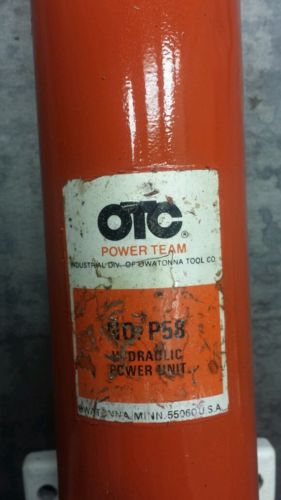 OTC®
POWER TEAM
INDUSTRIAL DIV. OF OWATONNA TOOL CO.
NO. P58
HYDRAULIC
POWER UNIT
OWATONNA, MINN. 55060 U.S.A.